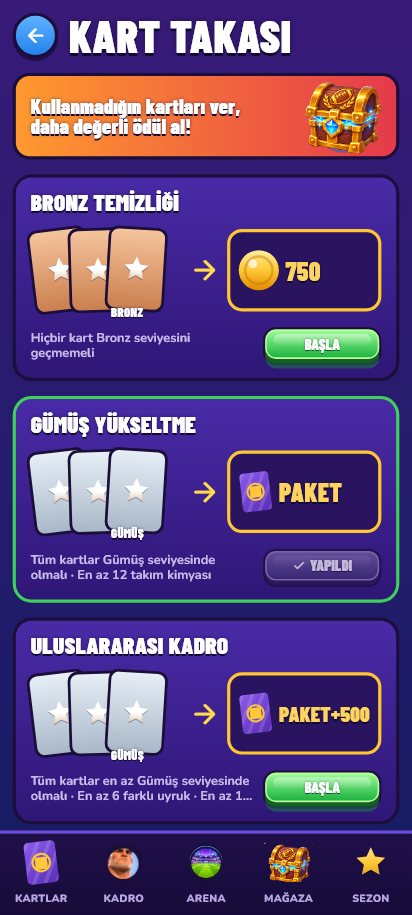 KART TAKASI
Kullanmadığın kartları ver,
daha değerli ödül al!
BRONZ TEMİZLİĞİ
BRONZ
750
Hiçbir kart Bronz seviyesini
geçmemeli
BAŞLA
GÜMÜŞ YÜKSELTME
GÜMÜŞ
PAKET
Tüm kartlar Gümüş seviyesinde
olmalı · En az 12 takım kimyası
YAPILDI
ULUSLARARASI KADRO
GÜMÜŞ
PAKET+500
Tüm kartlar en az Gümüş seviyesinde
olmalı · En az 6 farklı uyruk · En az 1...
BAŞLA
KARTLAR
KADRO
ARENA
MAĞAZA
SEZON